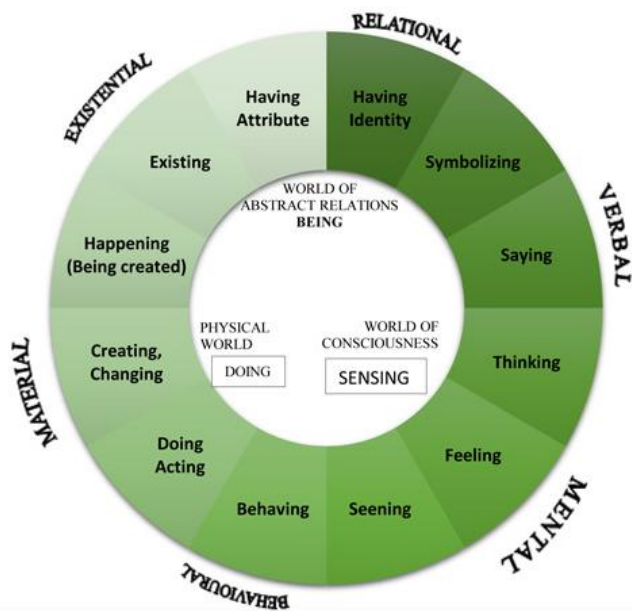 RELATIONAL
Having
Identity
Symbolizing
VERBAL
Saying
Thinking
MENTAL
Feeling
Seening
BEHAVIOURAL
Behaving
Doing
Acting
MATERIAL
Creating,
Changing
Happening
(Being created)
EXISTENTIAL
Existing
Having
Attribute
WORLD OF
ABSTRACT RELATIONS
BEING
PHYSICAL
WORLD
DOING
WORLD OF
CONSCIOUSNESS
SENSING